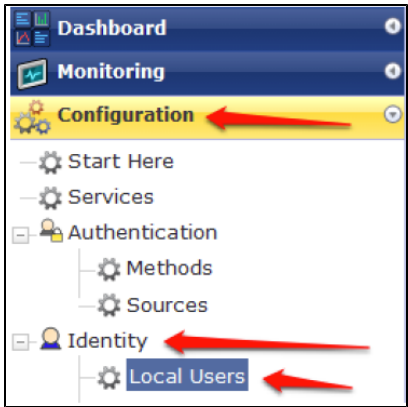 Dashboard
Monitoring
Configuration
Start Here
Services
Authentication
Methods
Sources
Identity
Local Users